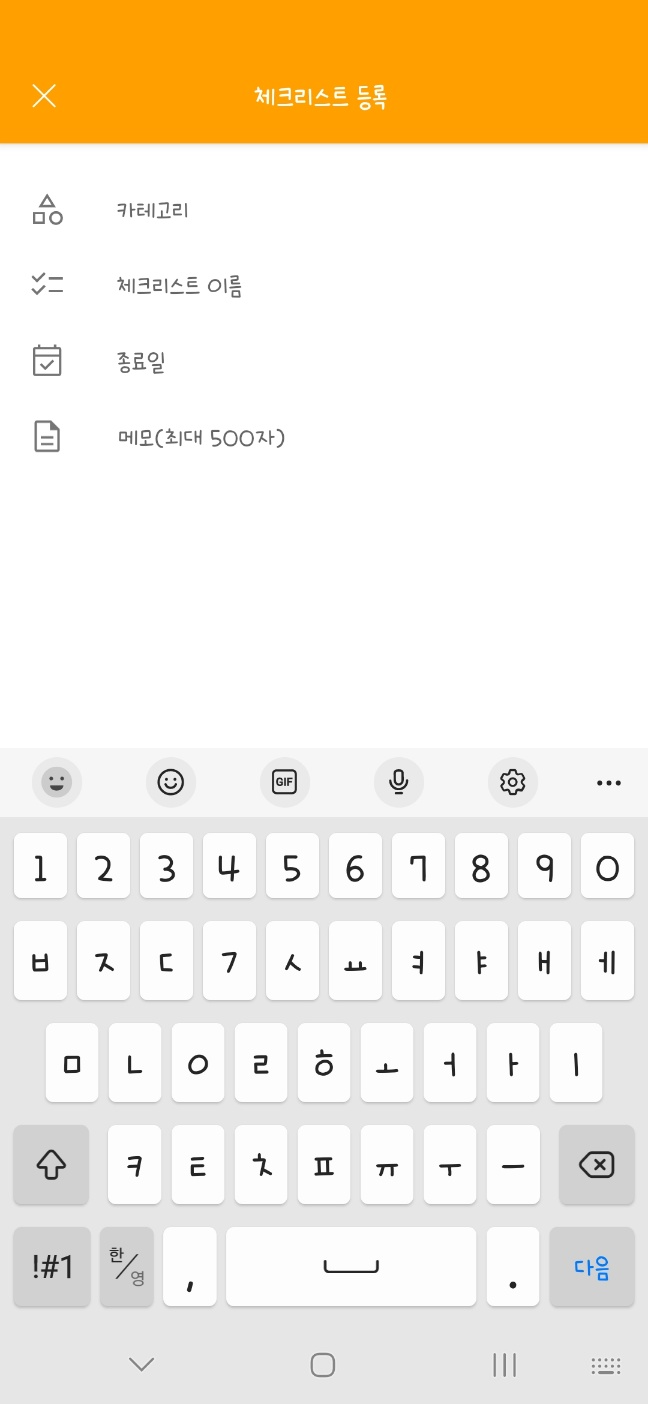 체크리스트 등록
카테고리
체크리스트 이름
종료일
메모(최대 500자)
GIF
1 2 3 4 5 6 7 8 9 0
ㅂ ㅈ ㄷ ㄱ ㅅ ㅛ ㅕ ㅑ ㅐ ㅔ
ㅁ ㄴ ㅇ ㄹ ㅎ ㅗ ㅓ ㅏ ㅣ
ㅋ ㅌ ㅊ ㅍ ㅠ ㅜ ㅡ
!#1 한/영 , . 다음